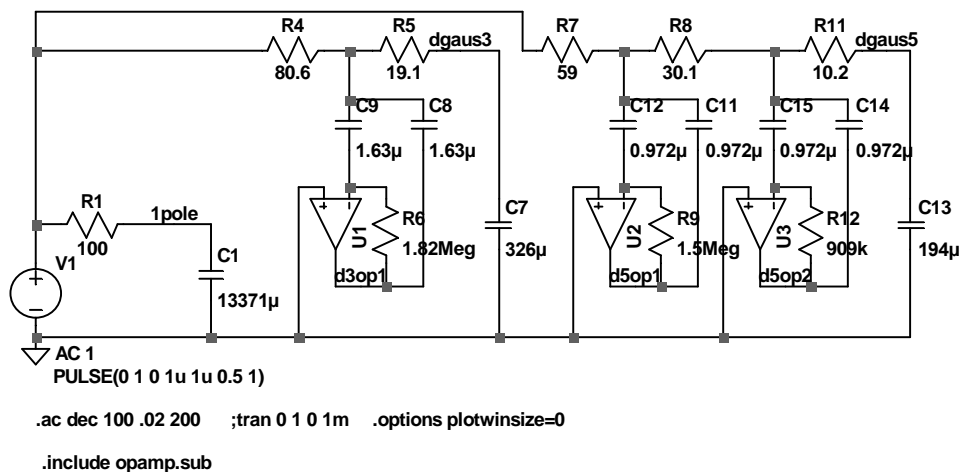 R4
R5
dgaus3
R7
R8
R11
dgaus5
80.6
19.1
59
30.1
10.2
C9
C8
C12
C11
C15
C14
1.63µ
1.63µ
0.972µ
0.972µ
0.972µ
0.972µ
R1
1pole
100
V1
C1
13371µ
U1
R6
1.82Meg
d3op1
C7
326µ
U2
R9
1.5Meg
d5op1
U3
R12
909k
d5op2
C13
194µ
AC 1
PULSE(0 1 0 1u 1u 0.5 1)
.ac dec 100 .02 200 ;tran 0 1 0 1m .options plotwinsize=0
.include opamp.sub